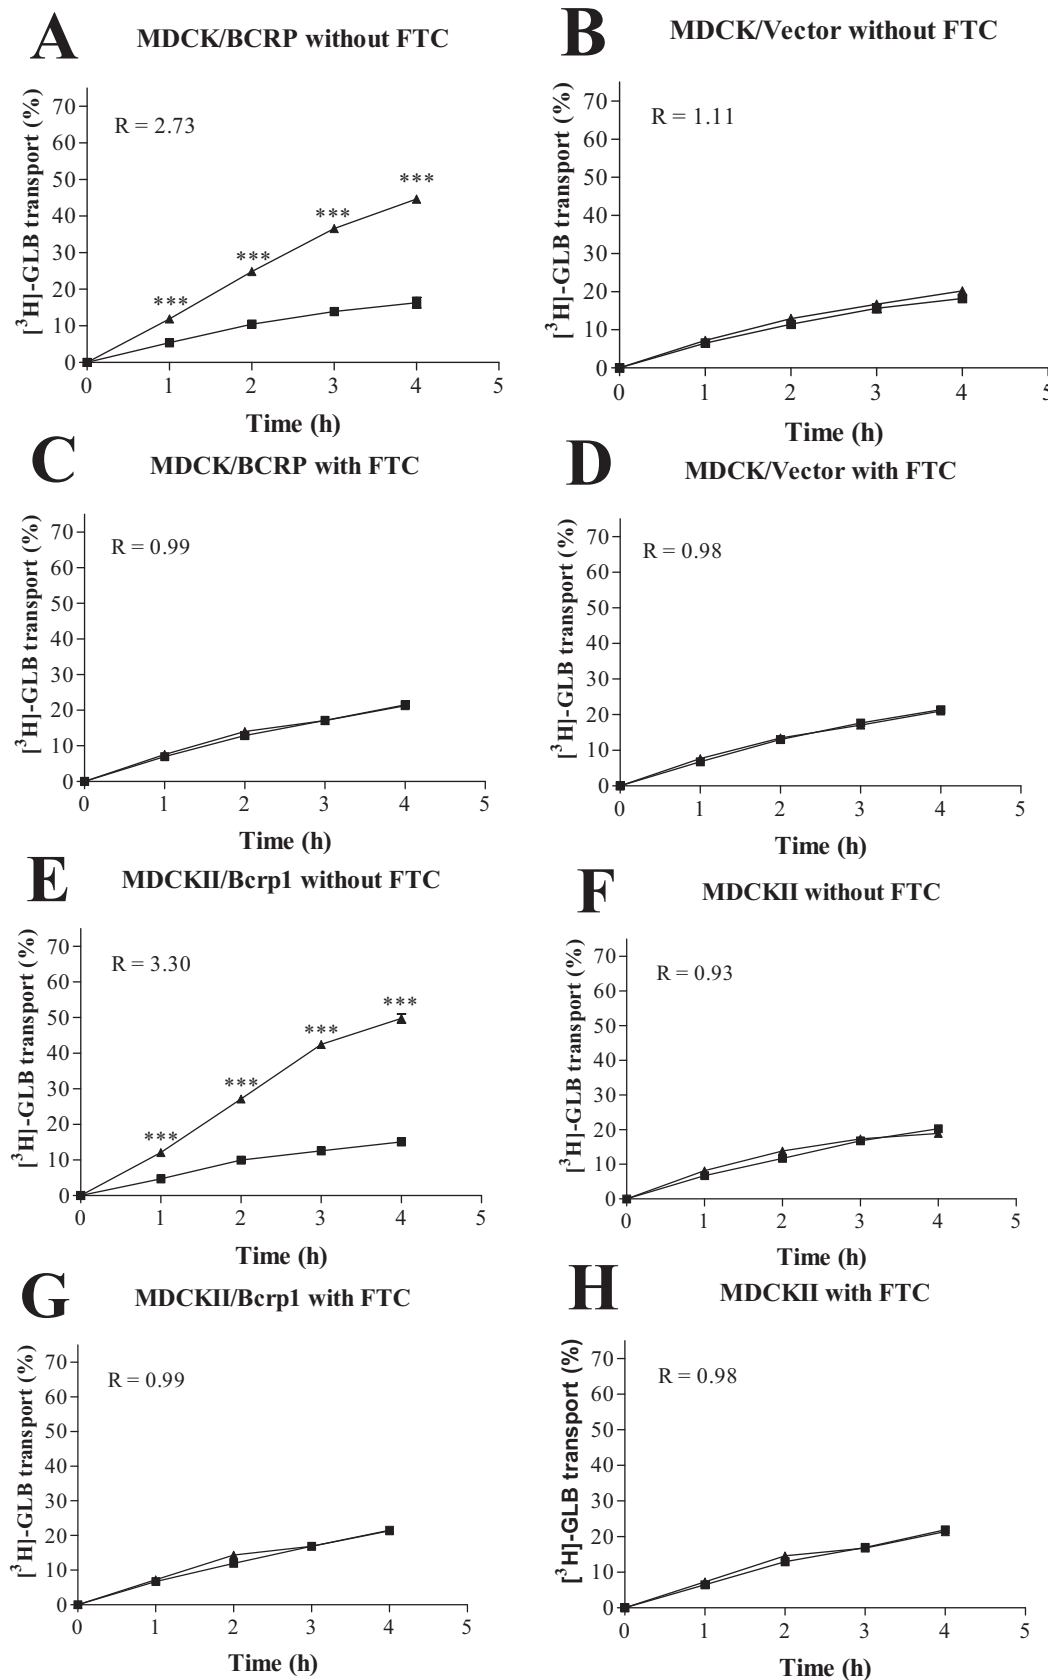 A
MDCK/BCRP without FTC
[³H]-GLB transport (%)
70
60
50
40
30
20
10
0
R = 2.73
***
***
***
***
0 1 2 3 4 5
Time (h)
B
MDCK/Vector without FTC
[³H]-GLB transport (%)
70
60
50
40
30
20
10
0
R = 1.11
0 1 2 3 4 5
Time (h)
C
MDCK/BCRP with FTC
[³H]-GLB transport (%)
70
60
50
40
30
20
10
0
R = 0.99
0 1 2 3 4 5
Time (h)
D
MDCK/Vector with FTC
[³H]-GLB transport (%)
70
60
50
40
30
20
10
0
R = 0.98
0 1 2 3 4 5
Time (h)
E
MDCKII/Bcrp1 without FTC
[³H]-GLB transport (%)
70
60
50
40
30
20
10
0
R = 3.30
***
***
***
***
0 1 2 3 4 5
Time (h)
F
MDCKII without FTC
[³H]-GLB transport (%)
70
60
50
40
30
20
10
0
R = 0.93
0 1 2 3 4 5
Time (h)
G
MDCKII/Bcrp1 with FTC
[³H]-GLB transport (%)
70
60
50
40
30
20
10
0
R = 0.99
0 1 2 3 4 5
Time (h)
H
MDCKII with FTC
[³H]-GLB transport (%)
70
60
50
40
30
20
10
0
R = 0.98
0 1 2 3 4 5
Time (h)